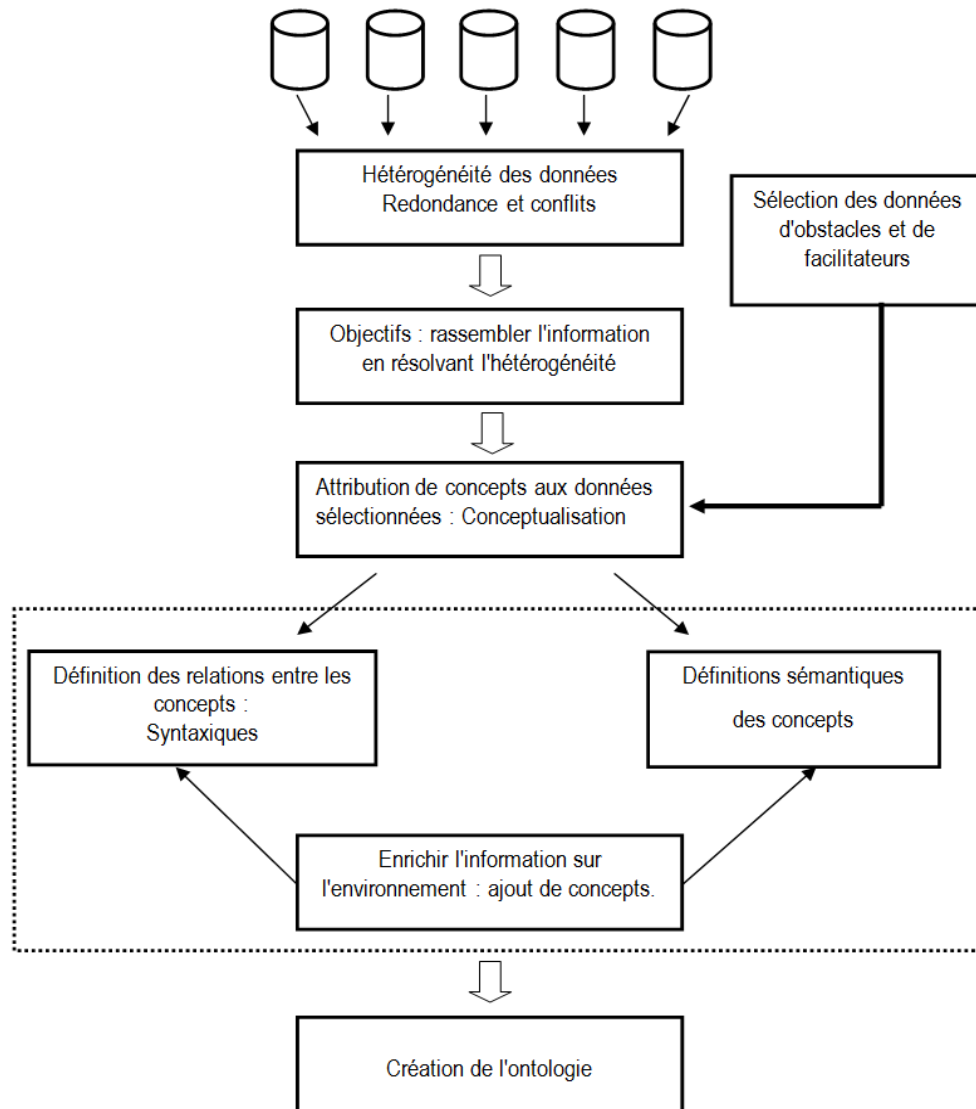 Hétérogénéité des données
Redondance et conflits
Sélection des données
d'obstacles et de
facilitateurs
Objectifs : rassembler l'information
en résolvant l'hétérogénéité
Attribution de concepts aux données
sélectionnées : Conceptualisation
Définition des relations entre les
concepts :
Syntaxiques
Définitions sémantiques
des concepts
Enrichir l'information sur
l'environnement : ajout de concepts.
Création de l'ontologie